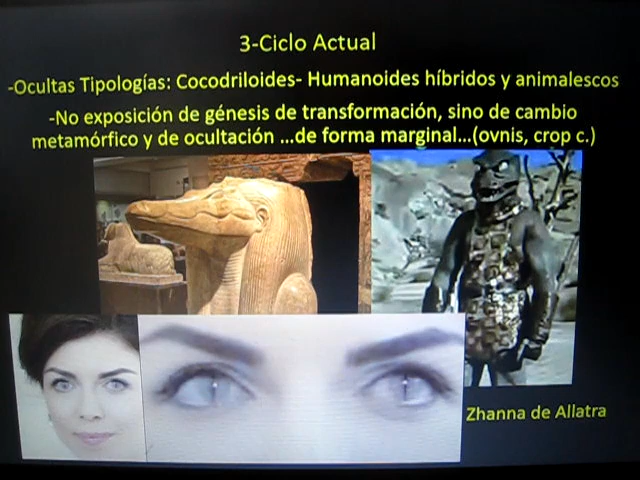 3-Ciclo Actual
-Ocultas Tipologías: Cocodriloides- Humanoides híbridos y animalescos
-No exposición de génesis de transformación, sino de cambio
metamórfico y de ocultación ...de forma marginal...(ovnis, crop c.)
Zhanna de Allatra